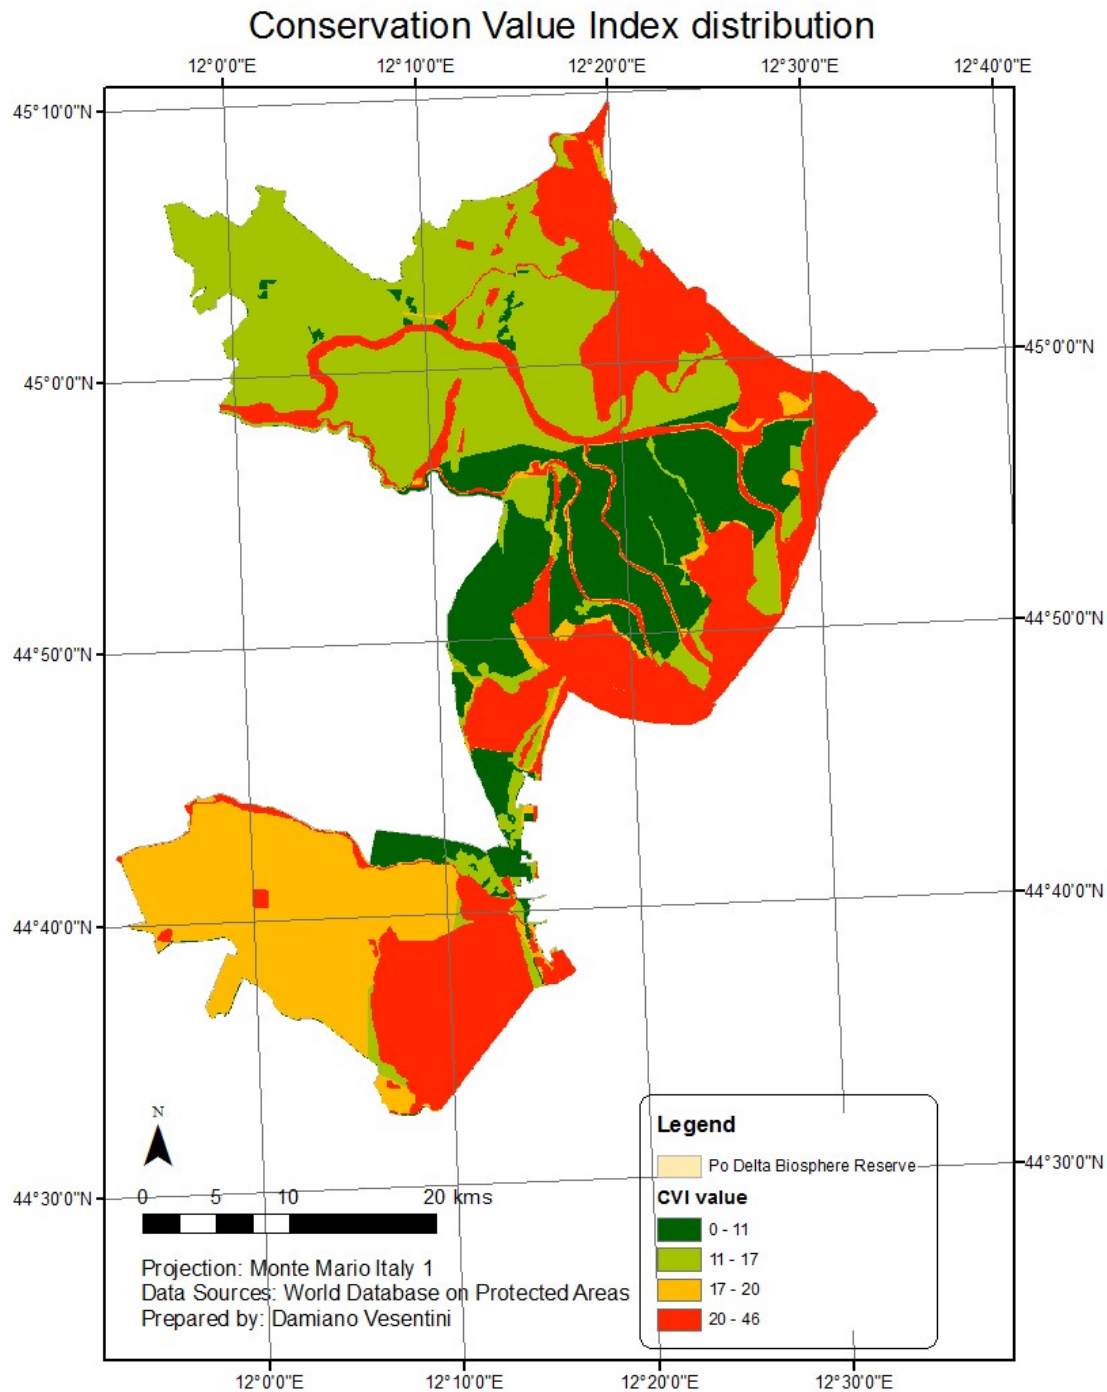 Conservation Value Index distribution
12°0'0"E 12°10'0"E 12°20'0"E 12°30'0"E 12°40'0"E
45°10'0"N
45°0'0"N
45°0'0"N
44°50'0"N
44°50'0"N
44°40'0"N
44°40'0"N
44°30'0"N
44°30'0"N
N
0 5 10 20 kms
Projection: Monte Mario Italy 1
Data Sources: World Database on Protected Areas
Prepared by: Damiano Vesentini
Legend
Po Delta Biosphere Reserve
CVI value
0 - 11
11 - 17
17 - 20
20 - 46
12°0'0"E 12°10'0"E 12°20'0"E 12°30'0"E